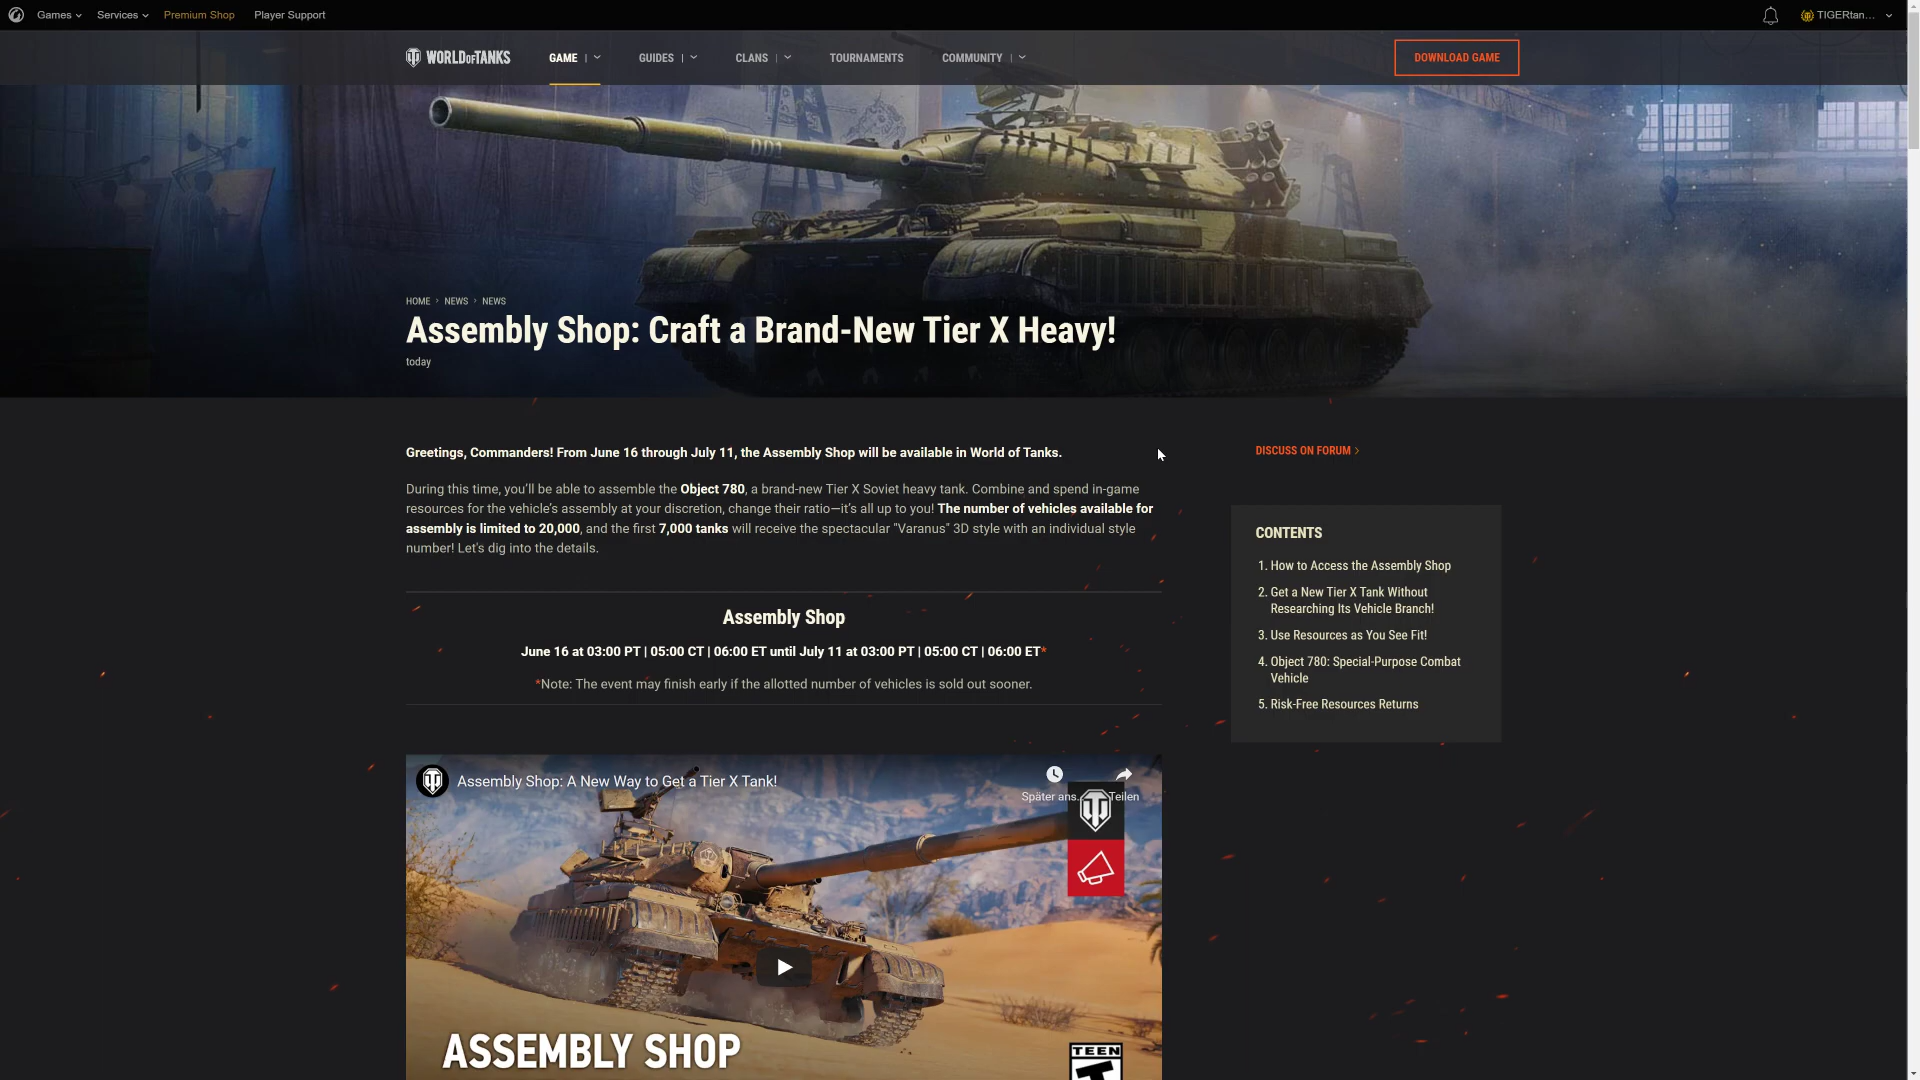 Games Services Premium Shop Player Support TIGERtan...
WORLD OF TANKS GAME GUIDES CLANS TOURNAMENTS COMMUNITY DOWNLOAD GAME
DD1
HOME > NEWS > NEWS
Assembly Shop: Craft a Brand-New Tier X Heavy!
today
Greetings, Commanders! From June 16 through July 11, the Assembly Shop will be available in World of Tanks.
During this time, you'll be able to assemble the Object 780, a brand-new Tier X Soviet heavy tank. Combine and spend in-game
resources for the vehicle's assembly at your discretion, change their ratio—it's all up to you! The number of vehicles available for
assembly is limited to 20,000, and the first 7,000 tanks will receive the spectacular "Varanus" 3D style with an individual style
number! Let's dig into the details.
Assembly Shop
June 16 at 03:00 PT | 05:00 CT | 06:00 ET until July 11 at 03:00 PT | 05:00 CT | 06:00 ET*
*Note: The event may finish early if the allotted number of vehicles is sold out sooner.
Assembly Shop: A New Way to Get a Tier X Tank!
Später ans... Teilen
ASSEMBLY SHOP
TEEN
T
DISCUSS ON FORUM >
CONTENTS
1. How to Access the Assembly Shop
2. Get a New Tier X Tank Without
Researching Its Vehicle Branch!
3. Use Resources as You See Fit!
4. Object 780: Special-Purpose Combat
Vehicle
5. Risk-Free Resources Returns